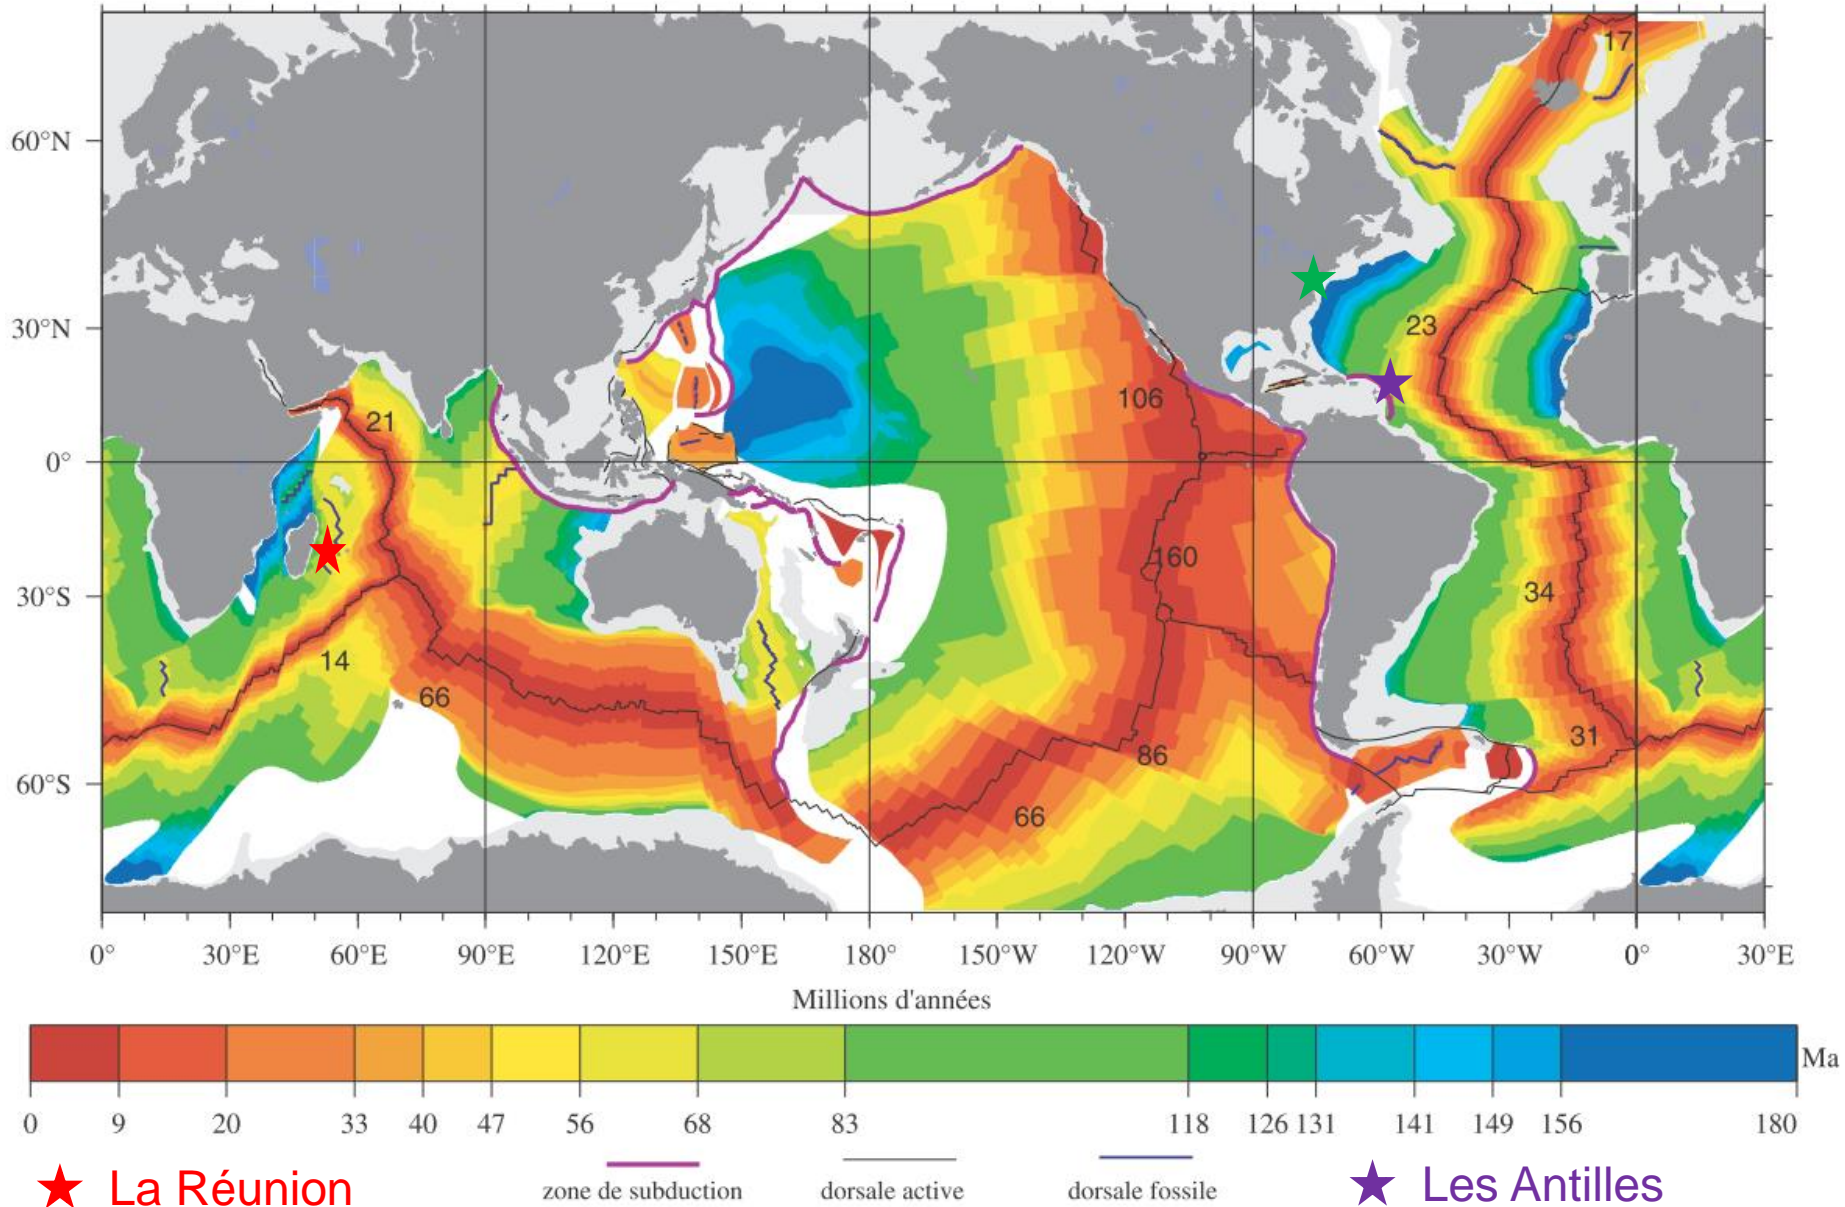 17
60°N
30°N
23
106
21
0°
160
30°S
34
14
66
31
86
60°S
66
0° 30°E 60°E 90°E 120°E 150°E 180° 150°W 120°W 90°W 60°W 30°W 0° 30°E
Millions d'années
Ma
0 9 20 33 40 47 56 68 83 118 126 131 141 149 156 180
La Réunion
zone de subduction
dorsale active
dorsale fossile
Les Antilles